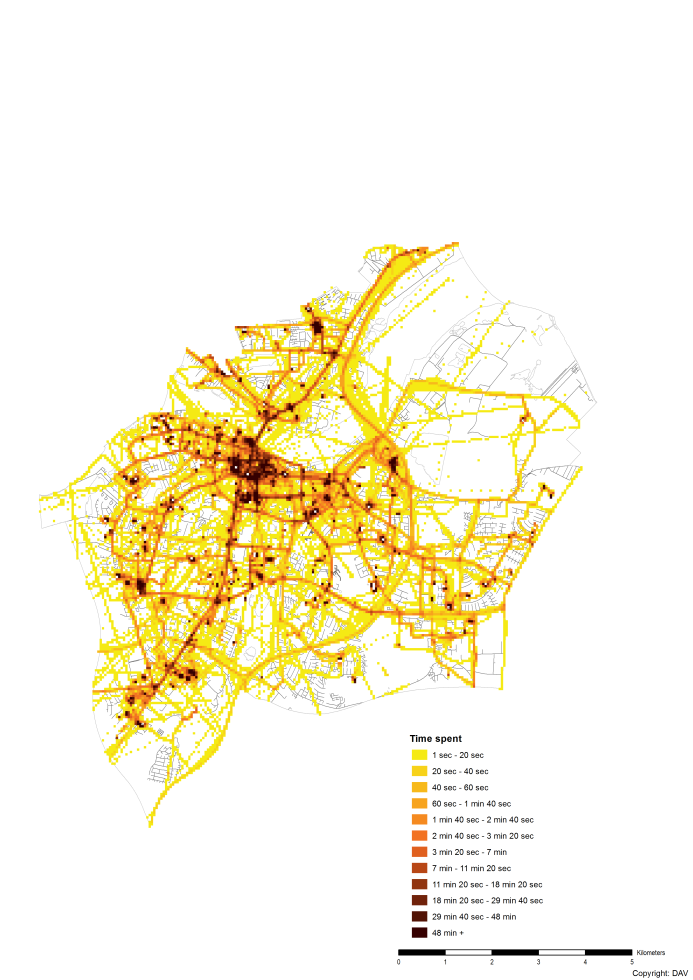 Time spent
1 sec - 20 sec
20 sec - 40 sec
40 sec - 60 sec
60 sec - 1 min 40 sec
1 min 40 sec - 2 min 40 sec
2 min 40 sec - 3 min 20 sec
3 min 20 sec - 7 min
7 min - 11 min 20 sec
11 min 20 sec - 18 min 20 sec
18 min 20 sec - 29 min 40 sec
29 min 40 sec - 48 min
48 min +
Kilometers
0 1 2 3 4 5
Copyright: DAV